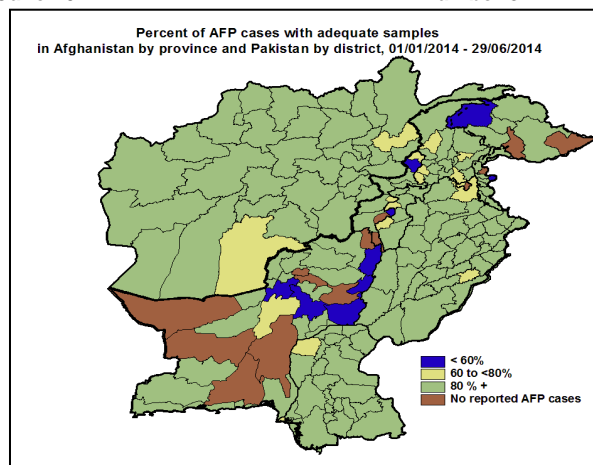 Percent of AFP cases with adequate samples
in Afghanistan by province and Pakistan by district, 01/01/2014 - 29/06/2014
< 60%
60 to <80%
80 % +
No reported AFP cases